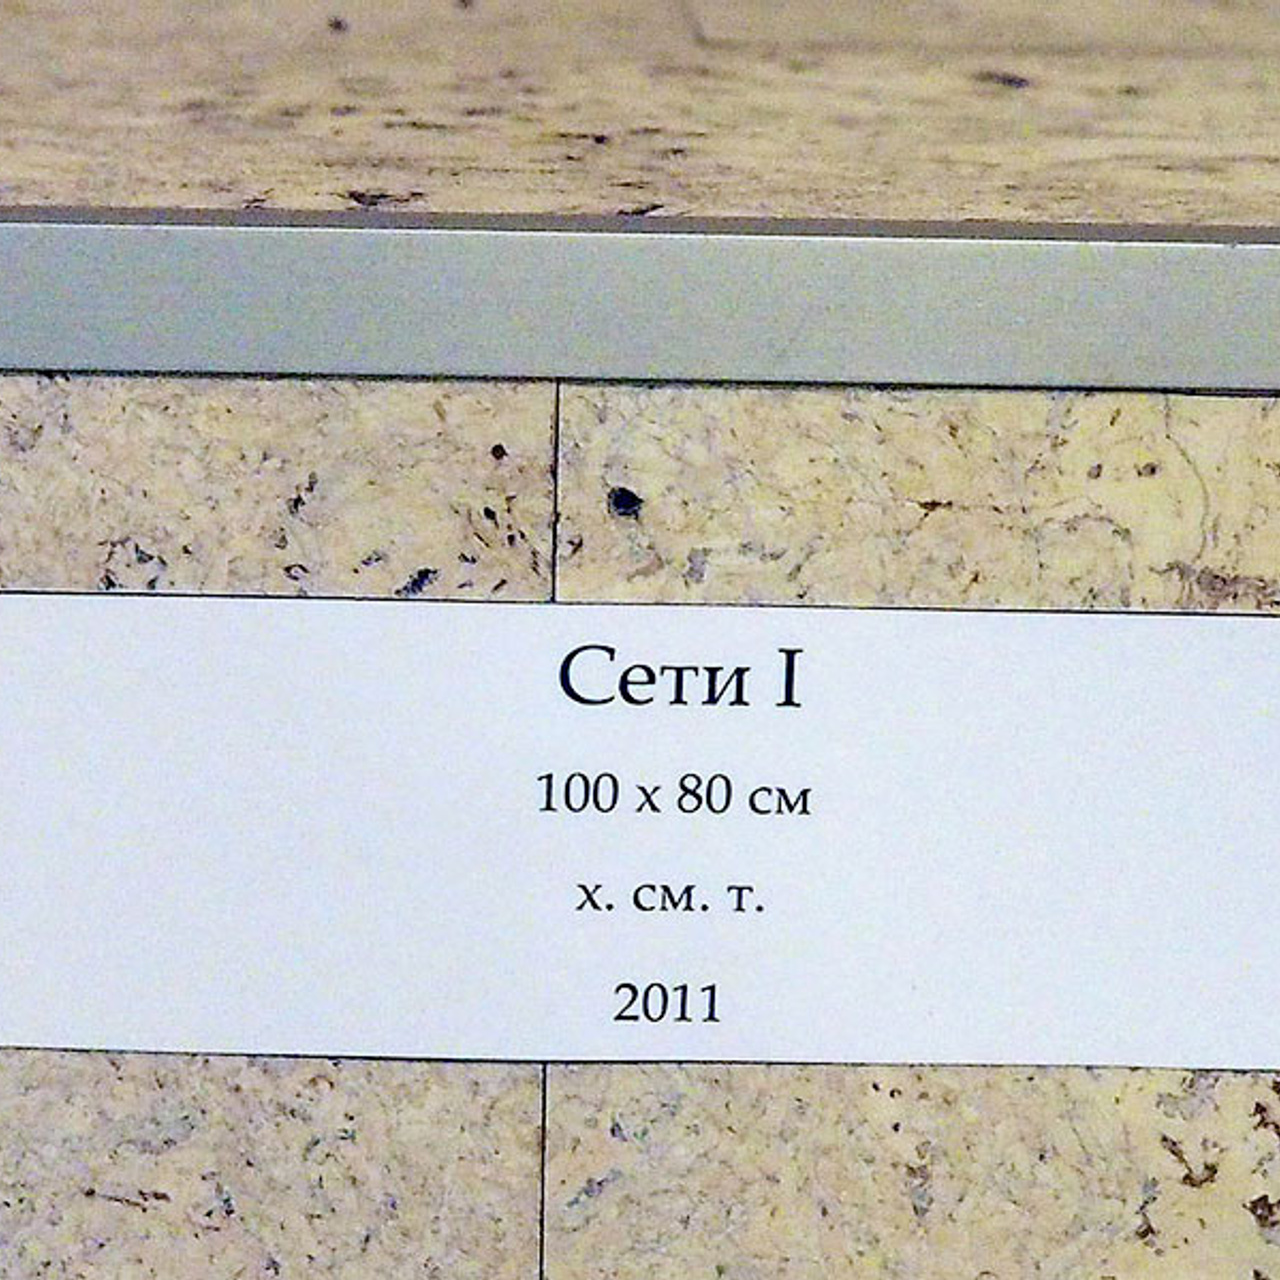 Сети I
100 х 80 см
х. см. т.
2011